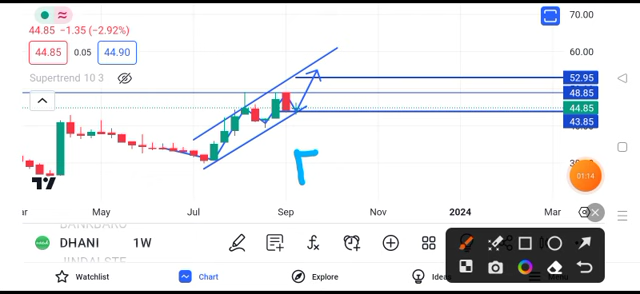 70.00
44.85 −1.35 (−2.92%)
44.85 0.05 44.90
60.00
Supertrend 10 3
52.95
48.85
44.85
43.85
01:14
May Jul Sep Nov 2024 Mar
DHANI 1W
Watchlist
Chart
Explore
Ideas